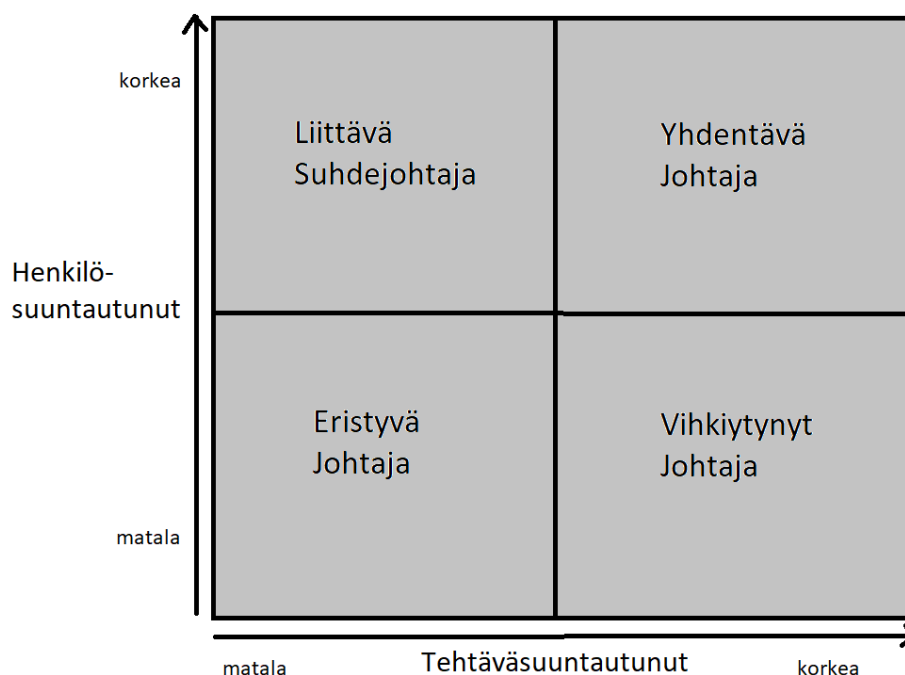 korkea
Liittävä
Suhdejohtaja
Yhdentävä
Johtaja
Henkilö-
suuntautunut
Eristyvä
Johtaja
Vihkiytynyt
Johtaja
matala
matala
Tehtäväsuuntautunut
korkea